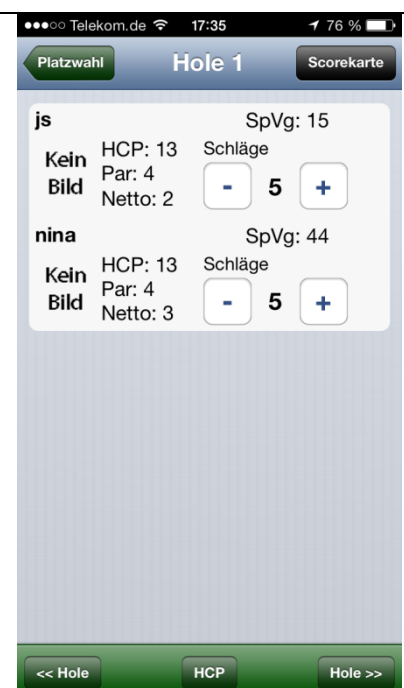 Telekom.de 17:35 76 %
Platzwahl Hole 1 Scorekarte
js SpVg: 15
Kein Bild
HCP: 13
Par: 4
Netto: 2
Schläge
- 5 +
nina SpVg: 44
Kein Bild
HCP: 13
Par: 4
Netto: 3
Schläge
- 5 +
<< Hole HCP Hole >>